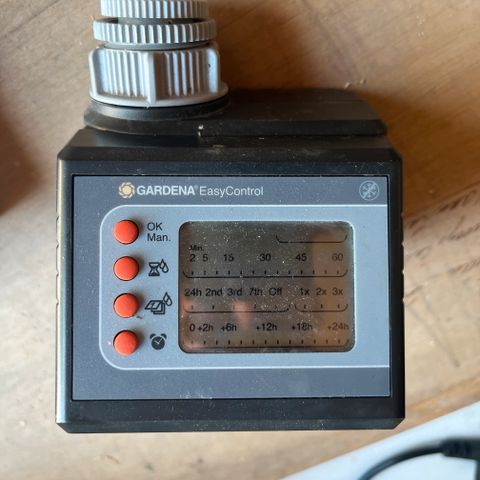 GARDENA® EasyControl
OK
Man.
Min.
2 5 15 30 45 60
24h 2nd 3rd 7th Off 1x 2x 3x
0 +2h +6h +12h +18h +24h